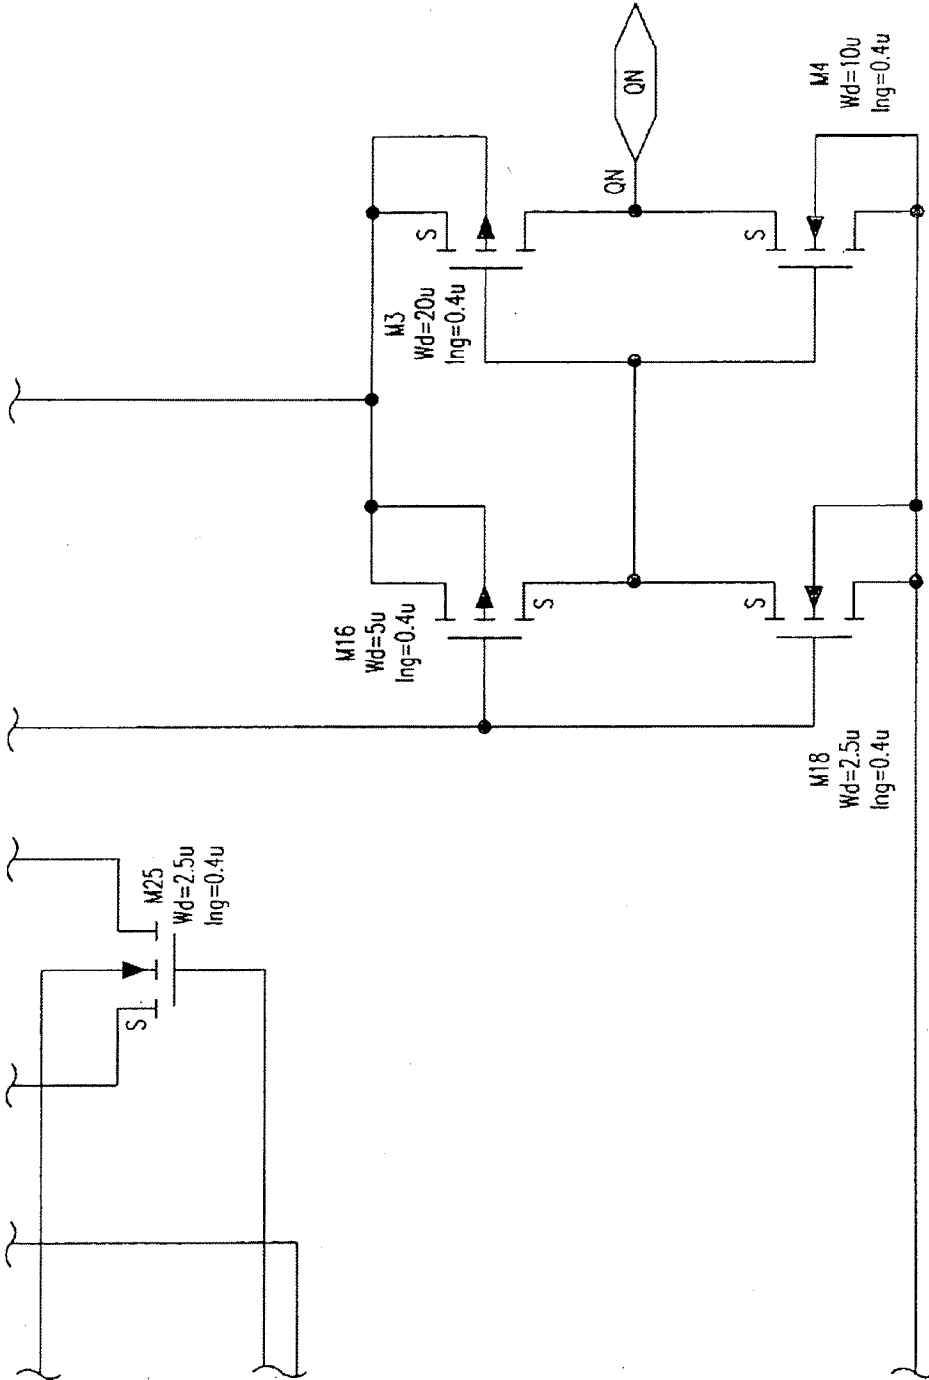 QN
QN
M4
Wd=10u
lng=0.4u
S
S
M3
Wd=20u
lng=0.4u
M16
Wd=5u
lng=0.4u
S
S
M18
Wd=2.5u
lng=0.4u
M25
Wd=2.5u
lng=0.4u
S